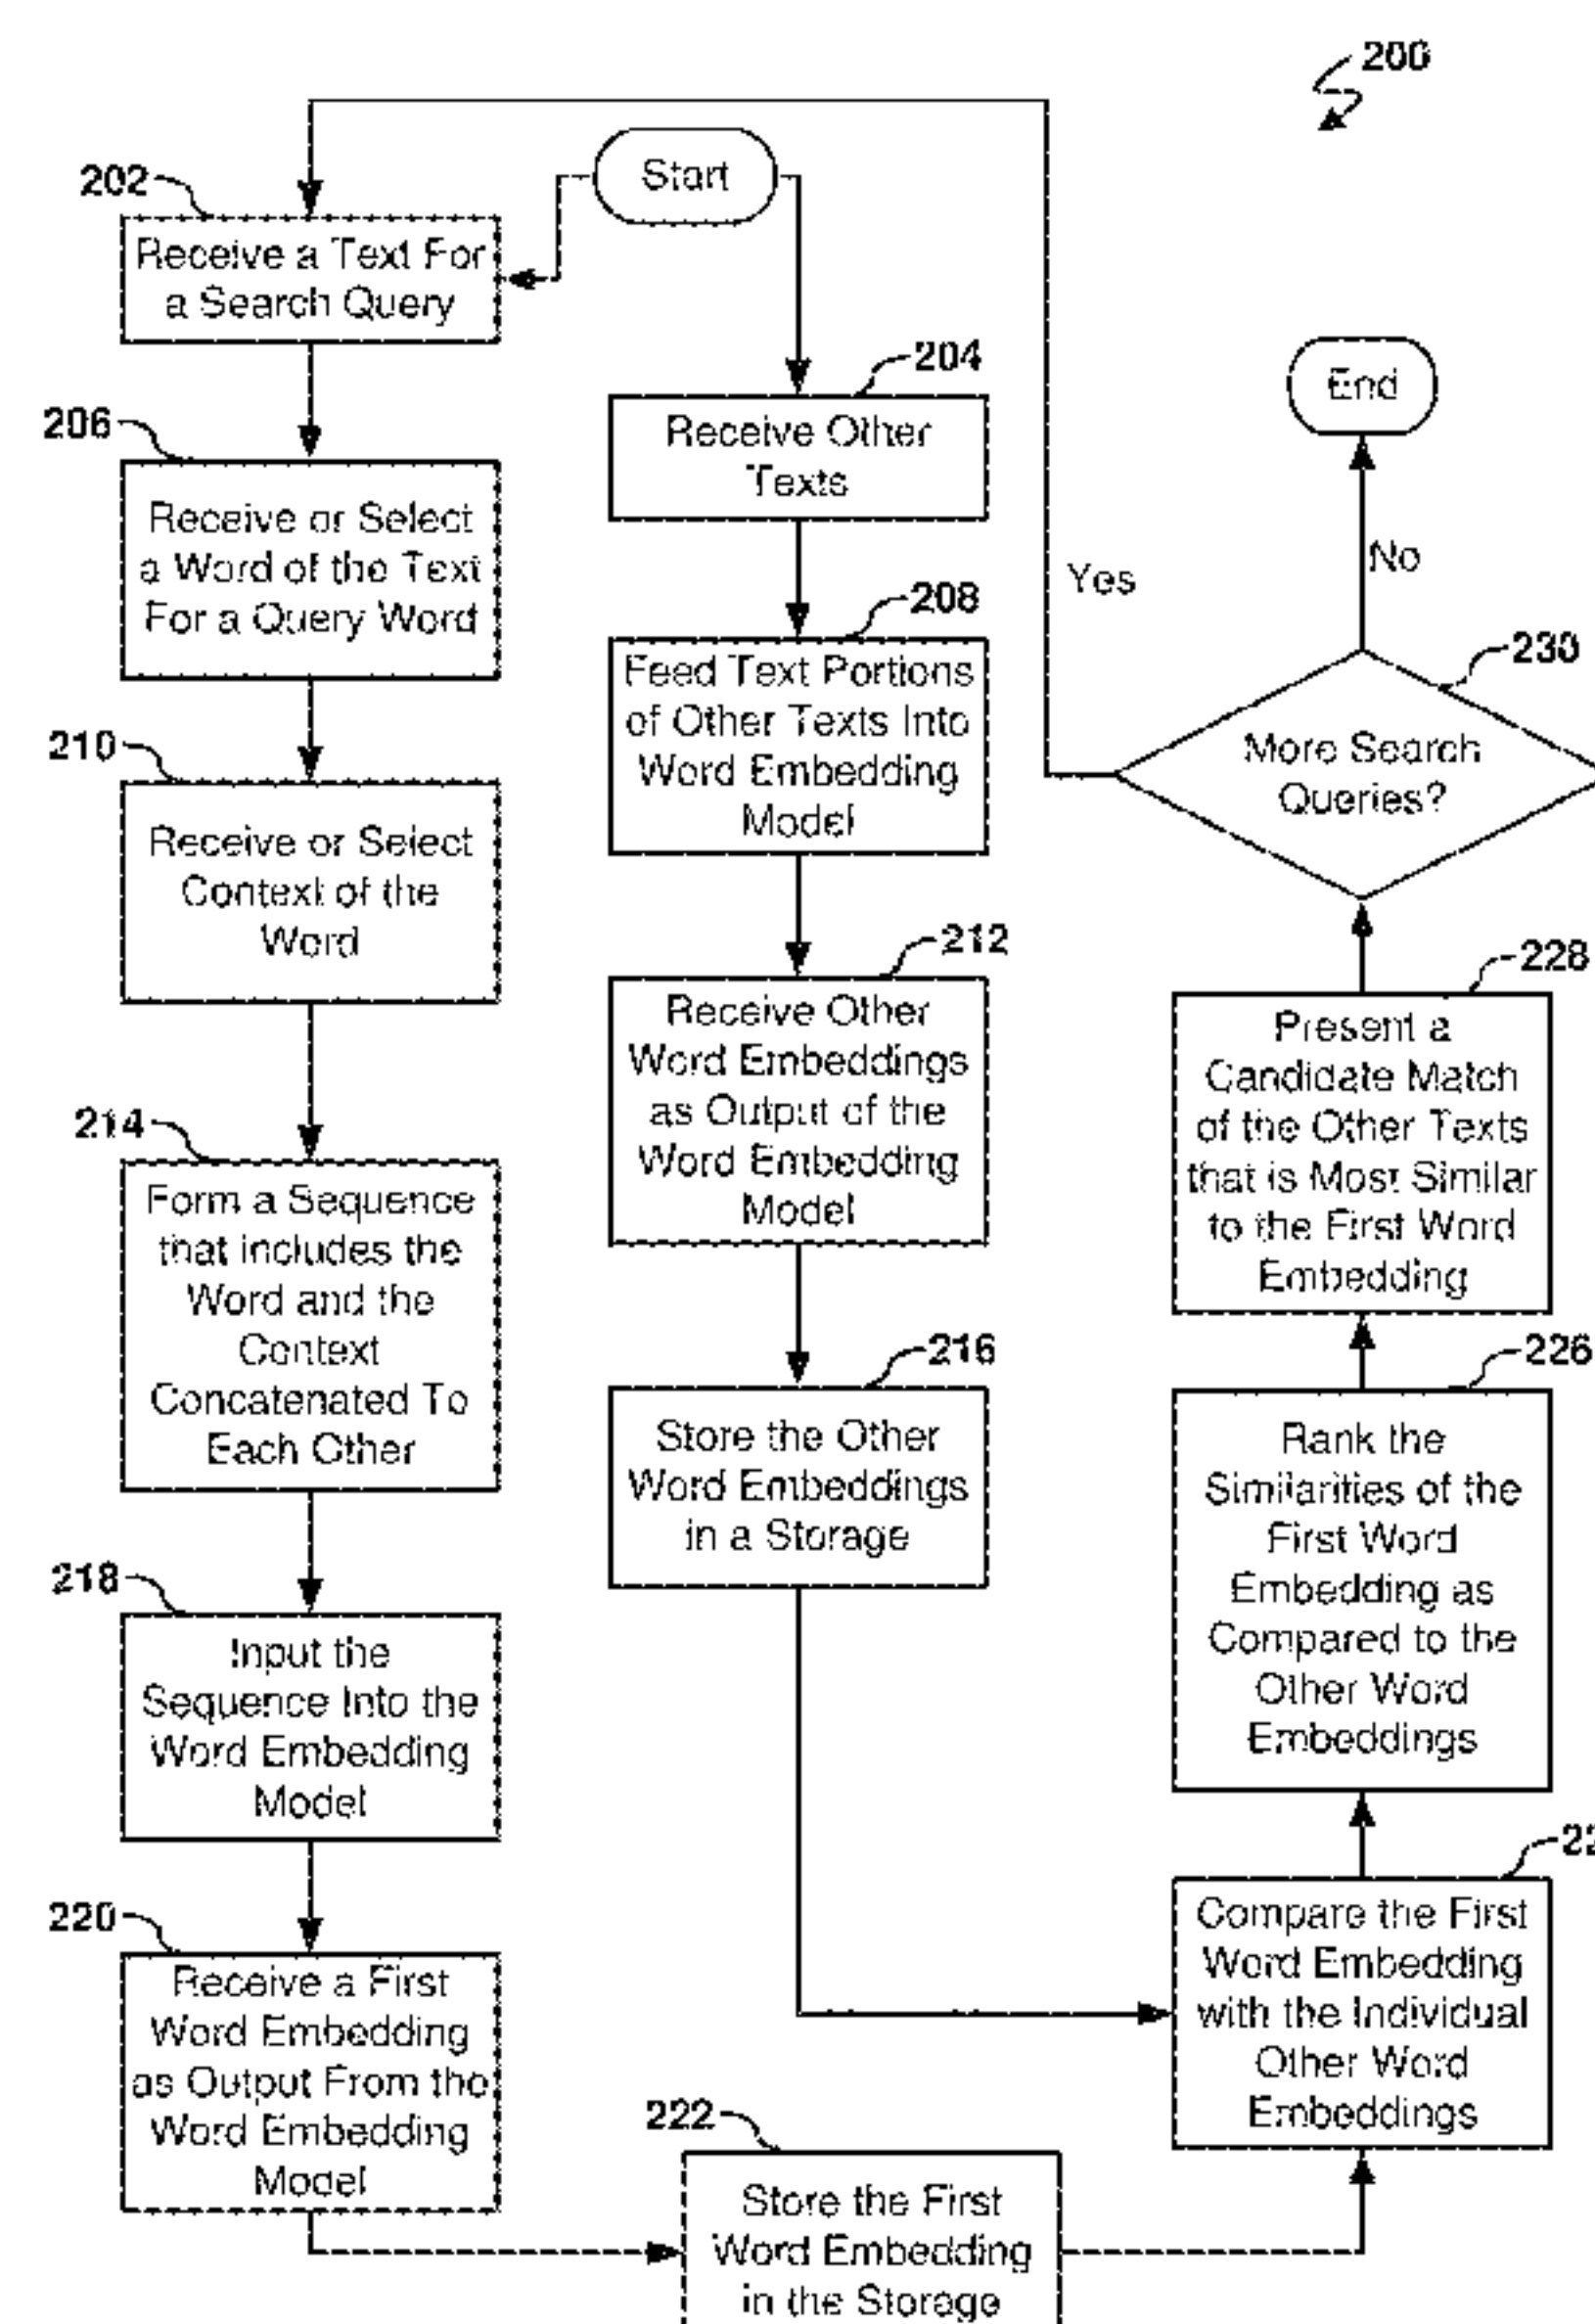 200
Start
202
Receive a Text For
a Search Query
204
Receive Other
Texts
206
Receive or Select
a Word of the Text
For a Query Word
208
Feed Text Portions
of Other Texts Into
Word Embedding
Model
210
Receive or Select
Context of the
Word
212
Receive Other
Word Embeddings
as Output of the
Word Embedding
Model
214
Form a Sequence
that includes the
Word and the
Context
Concatenated To
Each Other
216
Store the Other
Word Embeddings
in a Storage
218
Input the
Sequence Into the
Word Embedding
Model
220
Receive a First
Word Embedding
as Output From the
Word Embedding
Model
222
Store the First
Word Embedding
in the Storage
Compare the First
Word Embedding
with the Individual
Other Word
Embeddings
226
Rank the
Similarities of the
First Word
Embedding as
Compared to the
Other Word
Embeddings
228
Present a
Candidate Match
of the Other Texts
that is Most Similar
to the First Word
Embedding
230
More Search
Queries?
Yes
No
End